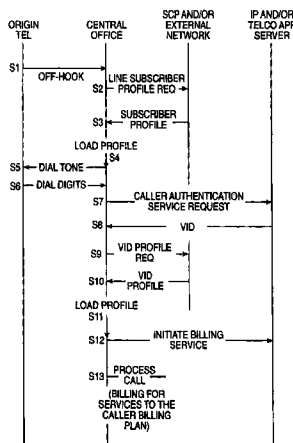 ORIGIN
TEL
CENTRAL
OFFICE
SCP AND/OR
EXTERNAL
NETWORK
IP AND/OR
TELCO APP
SERVER
S1
OFF-HOOK
LINE SUBSCRIBER
S2 PROFILE REQ
SUBSCRIBER
S3 PROFILE
LOAD PROFILE
S4
S5 DIAL TONE
S6 DIAL DIGITS
S7 CALLER AUTHENTICATION
SERVICE REQUEST
S8 VID
S9 VID PROFILE
REQ
S10 VID
PROFILE
LOAD PROFILE
S11
S12 INITIATE BILLING
SERVICE
S13 PROCESS
CALL
(BILLING FOR
SERVICES TO THE
CALLER BILLING
PLAN)